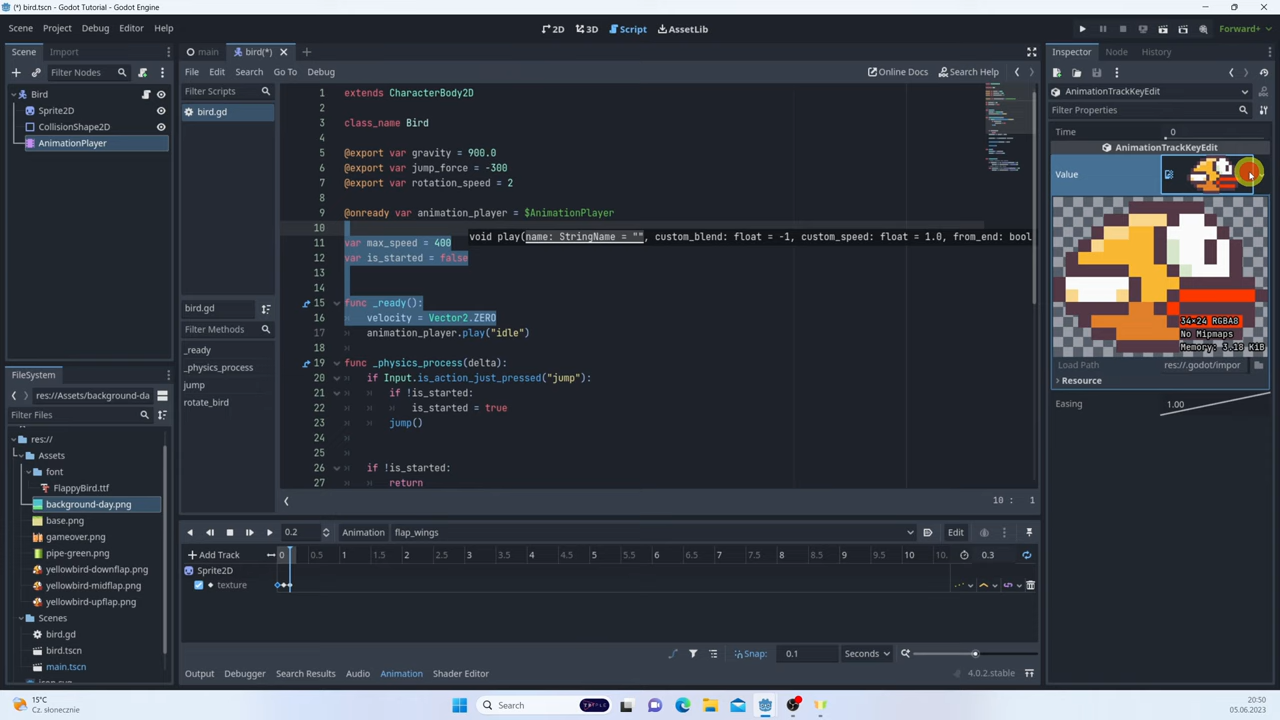 (*) bird.tscn - Godot Tutorial - Godot Engine
Scene Project Debug Editor Help
2D 3D Script AssetLib
Forward+
Scene Import
main bird(*)
Inspector Node History
Filter Nodes
File Edit Search Go To Debug
Online Docs Search Help
Bird
Sprite2D
CollisionShape2D
AnimationPlayer
Filter Scripts
bird.gd
bird.gd
Filter Methods
_ready
_physics_process
jump
rotate_bird
1 extends CharacterBody2D
2
3 class_name Bird
4
5 @export var gravity = 900.0
6 @export var jump_force = -300
7 @export var rotation_speed = 2
8
9 @onready var animation_player = $AnimationPlayer
10
void play(name: StringName = "", custom_blend: float = -1, custom_speed: float = 1.0, from_end: bool
11 var max_speed = 400
12 var is_started = false
13
14
15 func _ready():
16 velocity = Vector2.ZERO
17 animation_player.play("idle")
18
19 func _physics_process(delta):
20 if Input.is_action_just_pressed("jump"):
21 if !is_started:
22 is_started = true
23 jump()
24
25
26 if !is_started:
27 return
10 : 1
AnimationTrackKeyEdit
Filter Properties
Time 0
AnimationTrackKeyEdit
Value
34×24 RGBA8
No Mipmaps
Memory: 3.18 KiB
Load Path res://.godot/impor
Resource
Easing 1.00
FileSystem
res://Assets/background-da
Filter Files
res://
Assets
font
FlappyBird.ttf
background-day.png
base.png
gameover.png
pipe-green.png
yellowbird-downflap.png
yellowbird-midflap.png
yellowbird-upflap.png
Scenes
bird.gd
bird.tscn
main.tscn
0.2 Animation flap_wings Edit
Add Track 0 0.5 1 1.5 2 2.5 3 3.5 4 4.5 5 5.5 6 6.5 7 7.5 8 8.5 9 9.5 10 10. 0.3
Sprite2D
texture
Snap: 0.1 Seconds
Output Debugger Search Results Audio Animation Shader Editor
4.0.2.stable
15°C
Cz. słonecznie
Search
20:50
05.06.2023